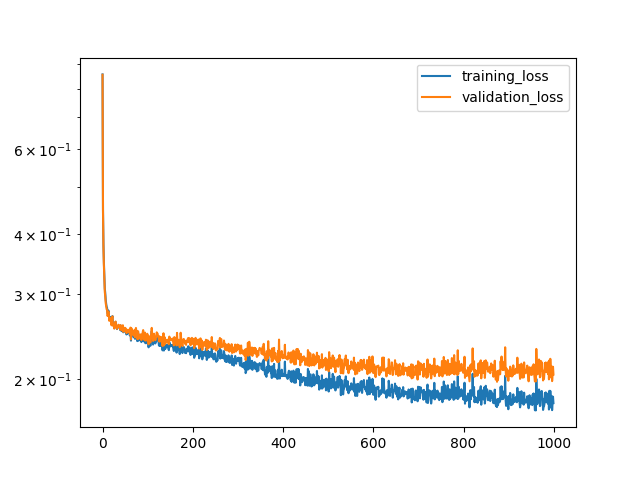 training_loss
validation_loss
6 × 10⁻¹
4 × 10⁻¹
3 × 10⁻¹
2 × 10⁻¹
0 200 400 600 800 1000